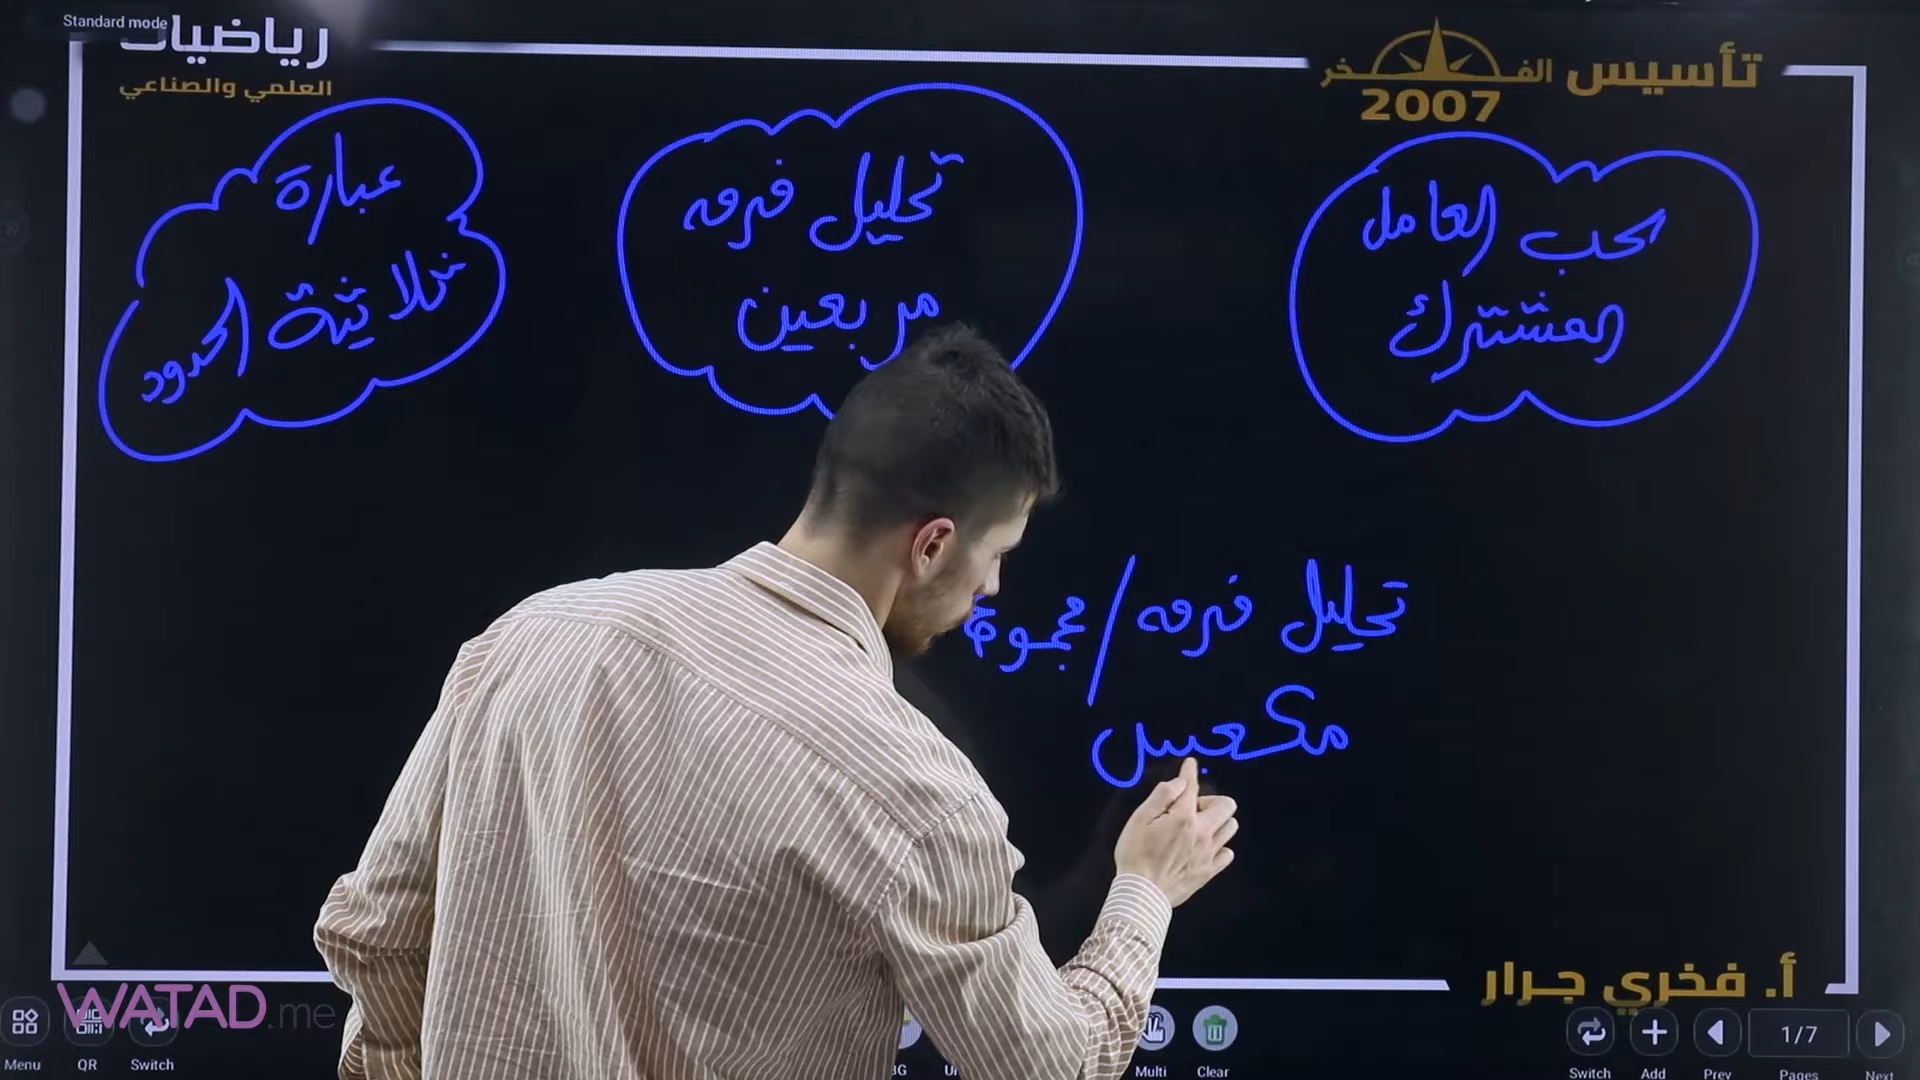 Standard mode
رياضيات
العلمي والصناعي
تأسيس الفخر
2007
سحب العامل
المشترك
تحليل فرق
مربعين
عبارة
ثلاثية الحدود
تحليل فرق / مجموع
مكعبين
أ. فخري جرار
WATAD.me
Menu
QR
Switch
Multi
Clear
Switch
Add
Prev
1/7
Pages
Next